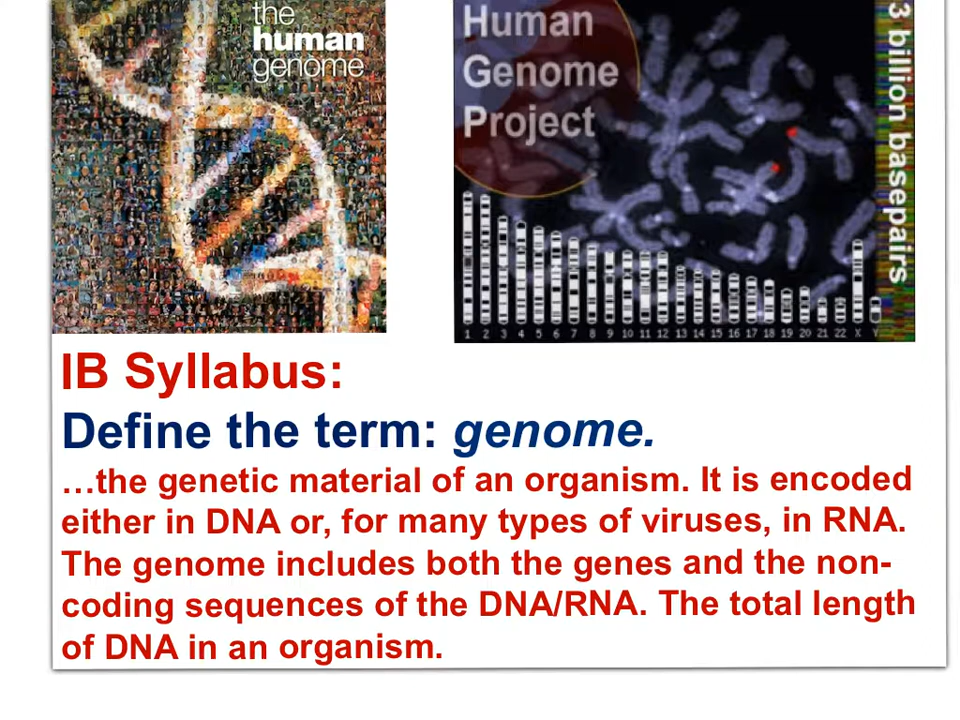 the
human
genome
Human
Genome
Project
3 billion basepairs
1 2 3 4 5 6 7 8 9 10 11 12 13 14 15 16 17 18 19 20 21 22 X Y
IB Syllabus:
Define the term: genome.
…the genetic material of an organism. It is encoded
either in DNA or, for many types of viruses, in RNA.
The genome includes both the genes and the non-
coding sequences of the DNA/RNA. The total length
of DNA in an organism.